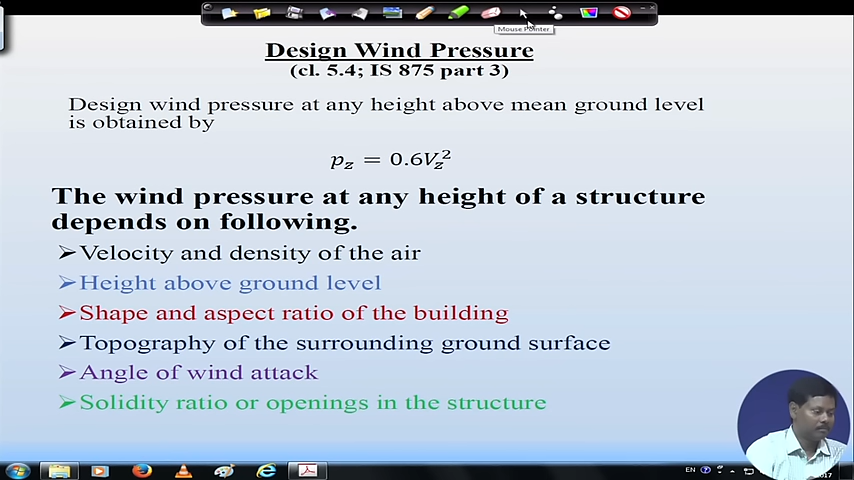 Mouse Pointer
Design Wind Pressure
(cl. 5.4; IS 875 part 3)
Design wind pressure at any height above mean ground level
is obtained by
p_z = 0.6V_z^2
The wind pressure at any height of a structure
depends on following.
➢Velocity and density of the air
➢Height above ground level
➢Shape and aspect ratio of the building
➢Topography of the surrounding ground surface
➢Angle of wind attack
➢Solidity ratio or openings in the structure
EN